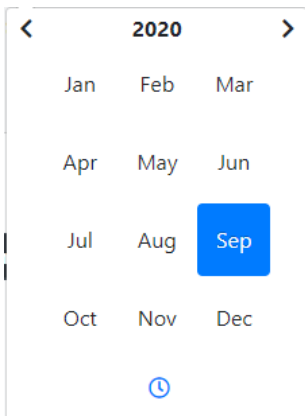 2020
Jan Feb Mar
Apr May Jun
Jul Aug Sep
Oct Nov Dec